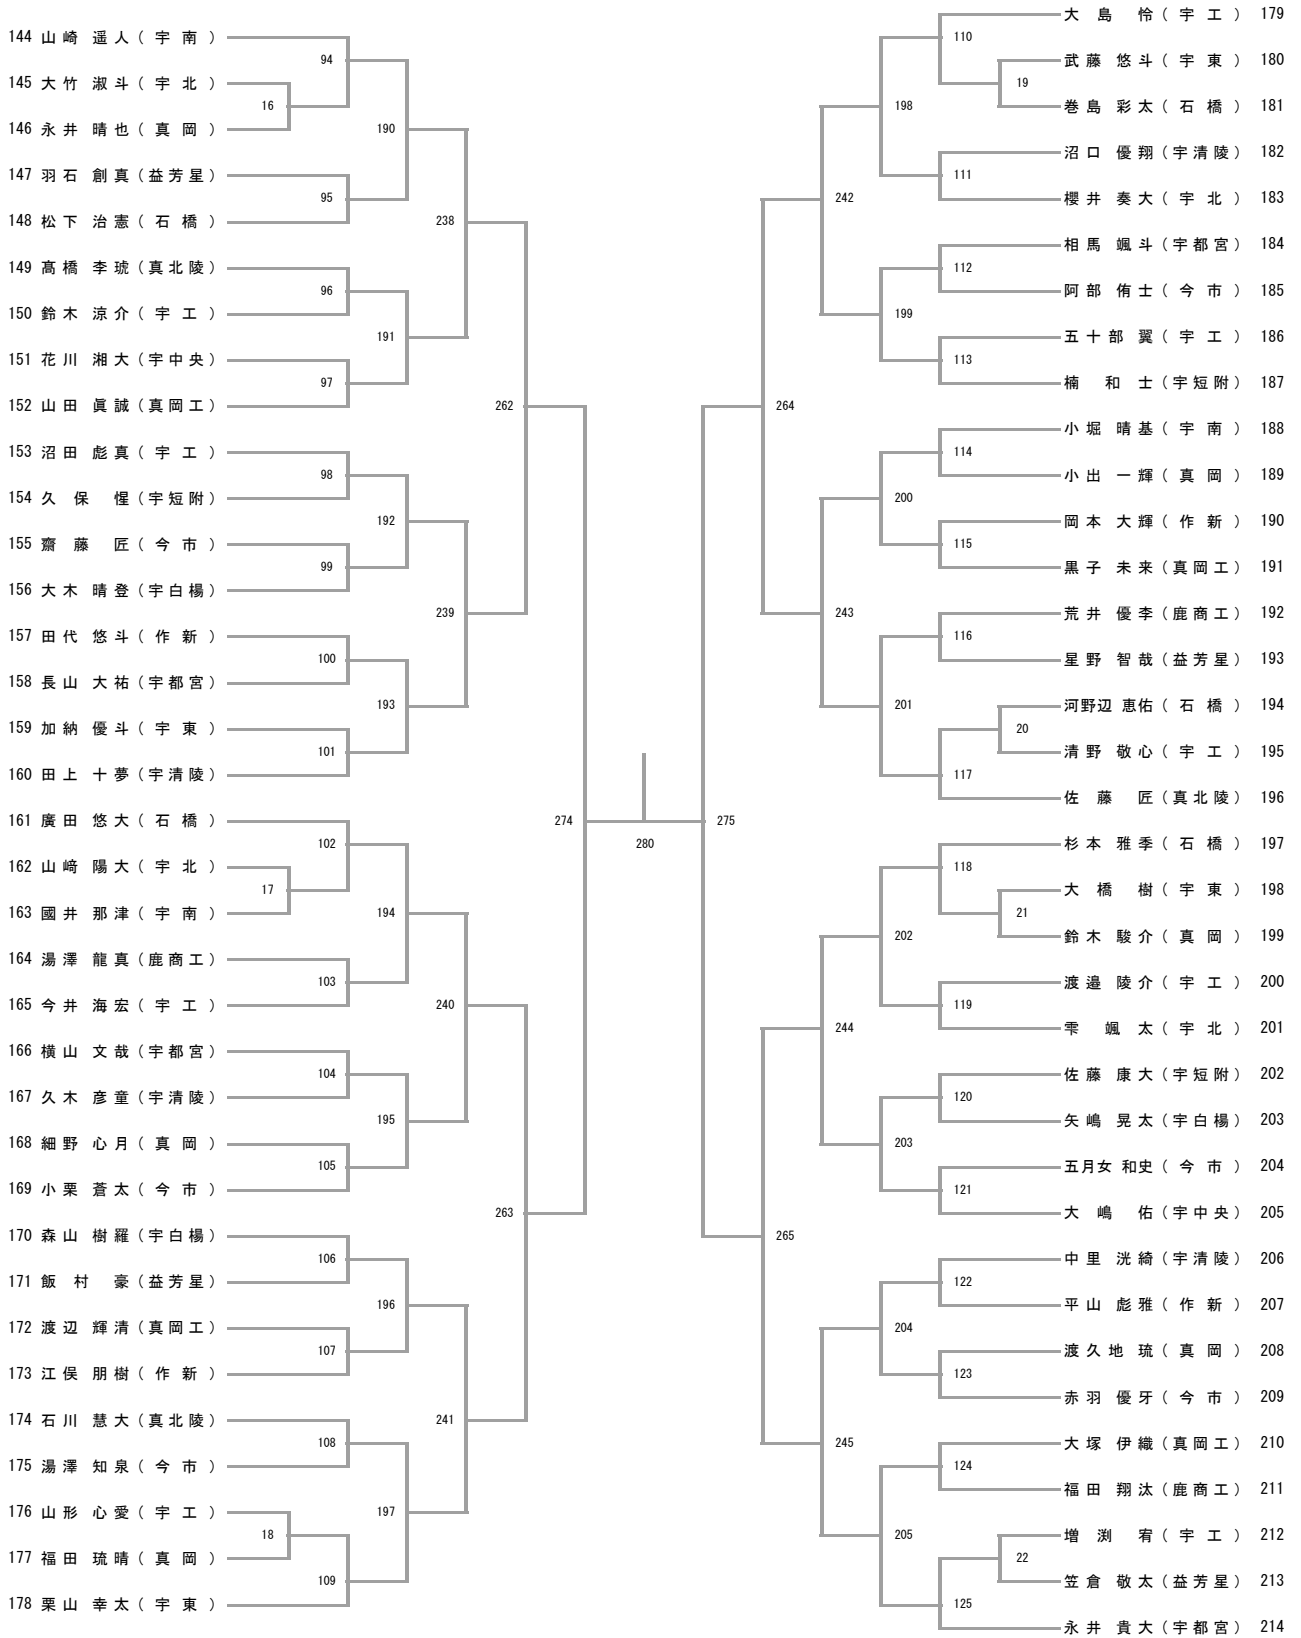 144 山崎 遥人 (宇南)
145 大竹 淑斗 (宇北)
146 永井 晴也 (真岡)
147 羽石 創真 (益芳星)
148 松下 治憲 (石橋)
149 髙橋 李琥 (真北陵)
150 鈴木 涼介 (宇工)
151 花川 湘大 (宇中央)
152 山田 眞誠 (真岡工)
153 沼田 彪真 (宇工)
154 久保 惺 (宇短附)
155 齋藤 匠 (今市)
156 大木 晴登 (宇白楊)
157 田代 悠斗 (作新)
158 長山 大祐 (宇都宮)
159 加納 優斗 (宇東)
160 田上 十夢 (宇清陵)
161 廣田 悠大 (石橋)
162 山﨑 陽大 (宇北)
163 國井 那津 (宇南)
164 湯澤 龍真 (鹿商工)
165 今井 海宏 (宇工)
166 横山 文哉 (宇都宮)
167 久木 彦童 (宇清陵)
168 細野 心月 (真岡)
169 小栗 蒼太 (今市)
170 森山 樹羅 (宇白楊)
171 飯村 豪 (益芳星)
172 渡辺 輝清 (真岡工)
173 江俣 朋樹 (作新)
174 石川 慧大 (真北陵)
175 湯澤 知泉 (今市)
176 山形 心愛 (宇工)
177 福田 琉晴 (真岡)
178 栗山 幸太 (宇東)
16
17
18
94
95
96
97
98
99
100
101
102
103
104
105
106
107
108
109
190
191
192
193
194
195
196
197
238
239
240
241
262
263
274
280
275
264
265
242
243
244
245
198
199
200
201
202
203
204
205
110
111
112
113
114
115
116
117
118
119
120
121
122
123
124
125
19
20
21
22
大島 怜 (宇工) 179
武藤 悠斗 (宇東) 180
巻島 彩太 (石橋) 181
沼口 優翔 (宇清陵) 182
櫻井 奏大 (宇北) 183
相馬 颯斗 (宇都宮) 184
阿部 侑士 (今市) 185
五十部 翼 (宇工) 186
楠 和士 (宇短附) 187
小堀 晴基 (宇南) 188
小出 一輝 (真岡) 189
岡本 大輝 (作新) 190
黒子 未来 (真岡工) 191
荒井 優李 (鹿商工) 192
星野 智哉 (益芳星) 193
河野辺 恵佑 (石橋) 194
清野 敬心 (宇工) 195
佐藤 匠 (真北陵) 196
杉本 雅季 (石橋) 197
大橋 樹 (宇東) 198
鈴木 駿介 (真岡) 199
渡邉 陵介 (宇工) 200
雫 颯太 (宇北) 201
佐藤 康大 (宇短附) 202
矢嶋 晃太 (宇白楊) 203
五月女 和史 (今市) 204
大嶋 佑 (宇中央) 205
中里 洸綺 (宇清陵) 206
平山 彪雅 (作新) 207
渡久地 琉 (真岡) 208
赤羽 優牙 (今市) 209
大塚 伊織 (真岡工) 210
福田 翔汰 (鹿商工) 211
増渕 宥 (宇工) 212
笠倉 敬太 (益芳星) 213
永井 貴大 (宇都宮) 214